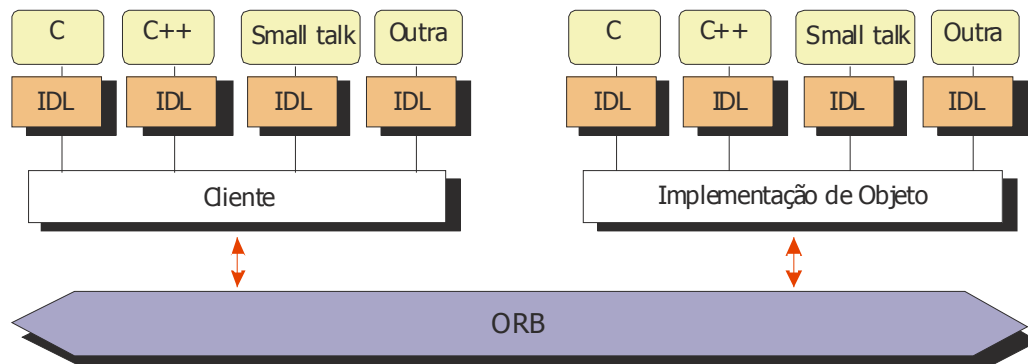 C C++ Small talk Outra C C++ Small talk Outra
IDL IDL IDL IDL IDL IDL IDL IDL
Cliente Implementação de Objeto
ORB